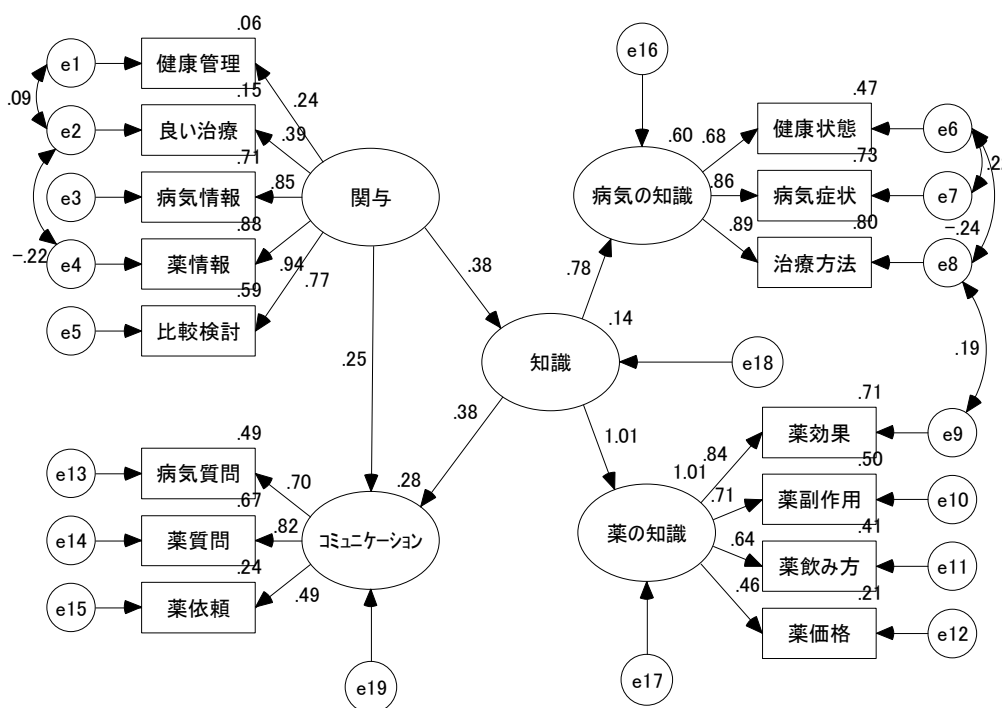 .06
e1
健康管理
.15
.24
.09
e2
良い治療
.39
.71
e3
病気情報
.85
関与
.88
-.22
e4
薬情報
.94
.59
.77
e5
比較検討
.25
.38
e16
.47
.60
.68
健康状態
e6
.73
病気の知識
.86
病気症状
e7
.80
.89
-.24
治療方法
e8
.78
.14
知識
e18
.19
.38
1.01
.71
薬効果
e9
.84
.50
1.01
.71
薬副作用
e10
.41
薬の知識
.64
薬飲み方
e11
.21
.46
薬価格
e12
e17
.49
e13
病気質問
.70
.28
.67
e14
薬質問
.82
コミュニケーション
.24
e15
薬依頼
.49
e19